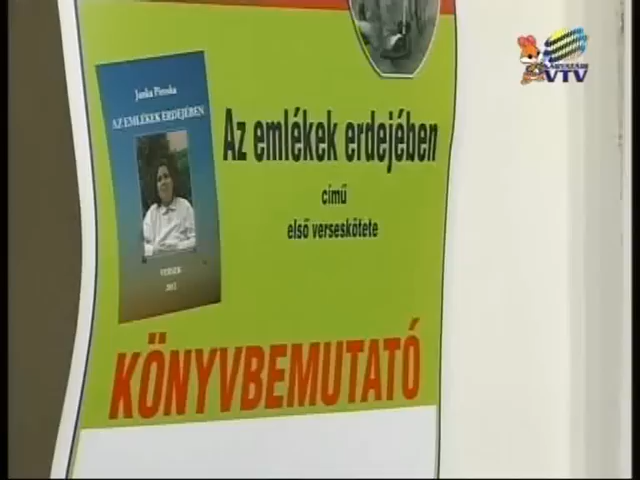 Janka Piroska
AZ EMLÉKEK ERDEJÉBEN
VERSEK
2012
Az emlékek erdejében
című
első verseskötete
KÖNYVBEMUTATÓ
VTV